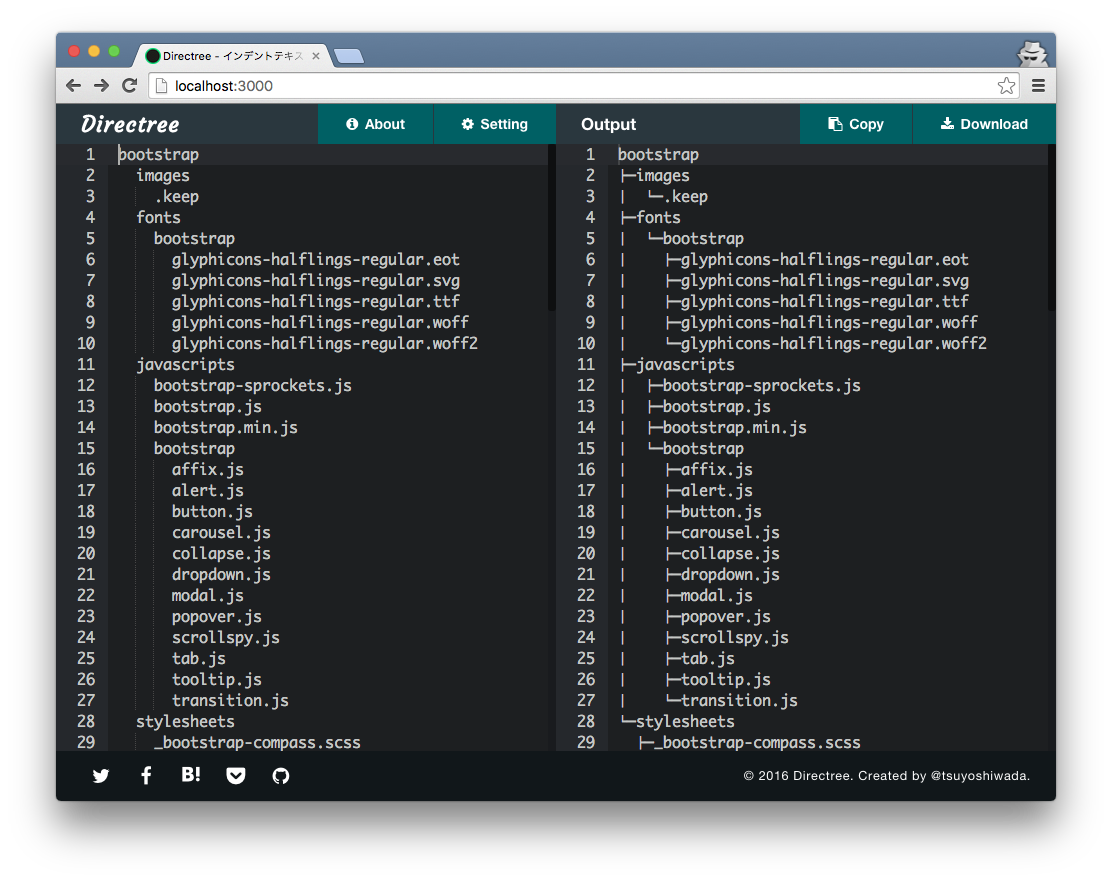 Directree - インデントテキス
localhost:3000
Directree
About
Setting
Output
Copy
Download
1 bootstrap
2 images
3 .keep
4 fonts
5 bootstrap
6 glyphicons-halflings-regular.eot
7 glyphicons-halflings-regular.svg
8 glyphicons-halflings-regular.ttf
9 glyphicons-halflings-regular.woff
10 glyphicons-halflings-regular.woff2
11 javascripts
12 bootstrap-sprockets.js
13 bootstrap.js
14 bootstrap.min.js
15 bootstrap
16 affix.js
17 alert.js
18 button.js
19 carousel.js
20 collapse.js
21 dropdown.js
22 modal.js
23 popover.js
24 scrollspy.js
25 tab.js
26 tooltip.js
27 transition.js
28 stylesheets
29 _bootstrap-compass.scss
1 bootstrap
2 ├─images
3 |  └─.keep
4 ├─fonts
5 |  └─bootstrap
6 |    ├─glyphicons-halflings-regular.eot
7 |    ├─glyphicons-halflings-regular.svg
8 |    ├─glyphicons-halflings-regular.ttf
9 |    ├─glyphicons-halflings-regular.woff
10 |    └─glyphicons-halflings-regular.woff2
11 ├─javascripts
12 |  ├─bootstrap-sprockets.js
13 |  ├─bootstrap.js
14 |  ├─bootstrap.min.js
15 |  └─bootstrap
16 |    ├─affix.js
17 |    ├─alert.js
18 |    ├─button.js
19 |    ├─carousel.js
20 |    ├─collapse.js
21 |    ├─dropdown.js
22 |    ├─modal.js
23 |    ├─popover.js
24 |    ├─scrollspy.js
25 |    ├─tab.js
26 |    ├─tooltip.js
27 |    └─transition.js
28 └─stylesheets
29   ├─_bootstrap-compass.scss
B!
© 2016 Directree. Created by @tsuyoshiwada.